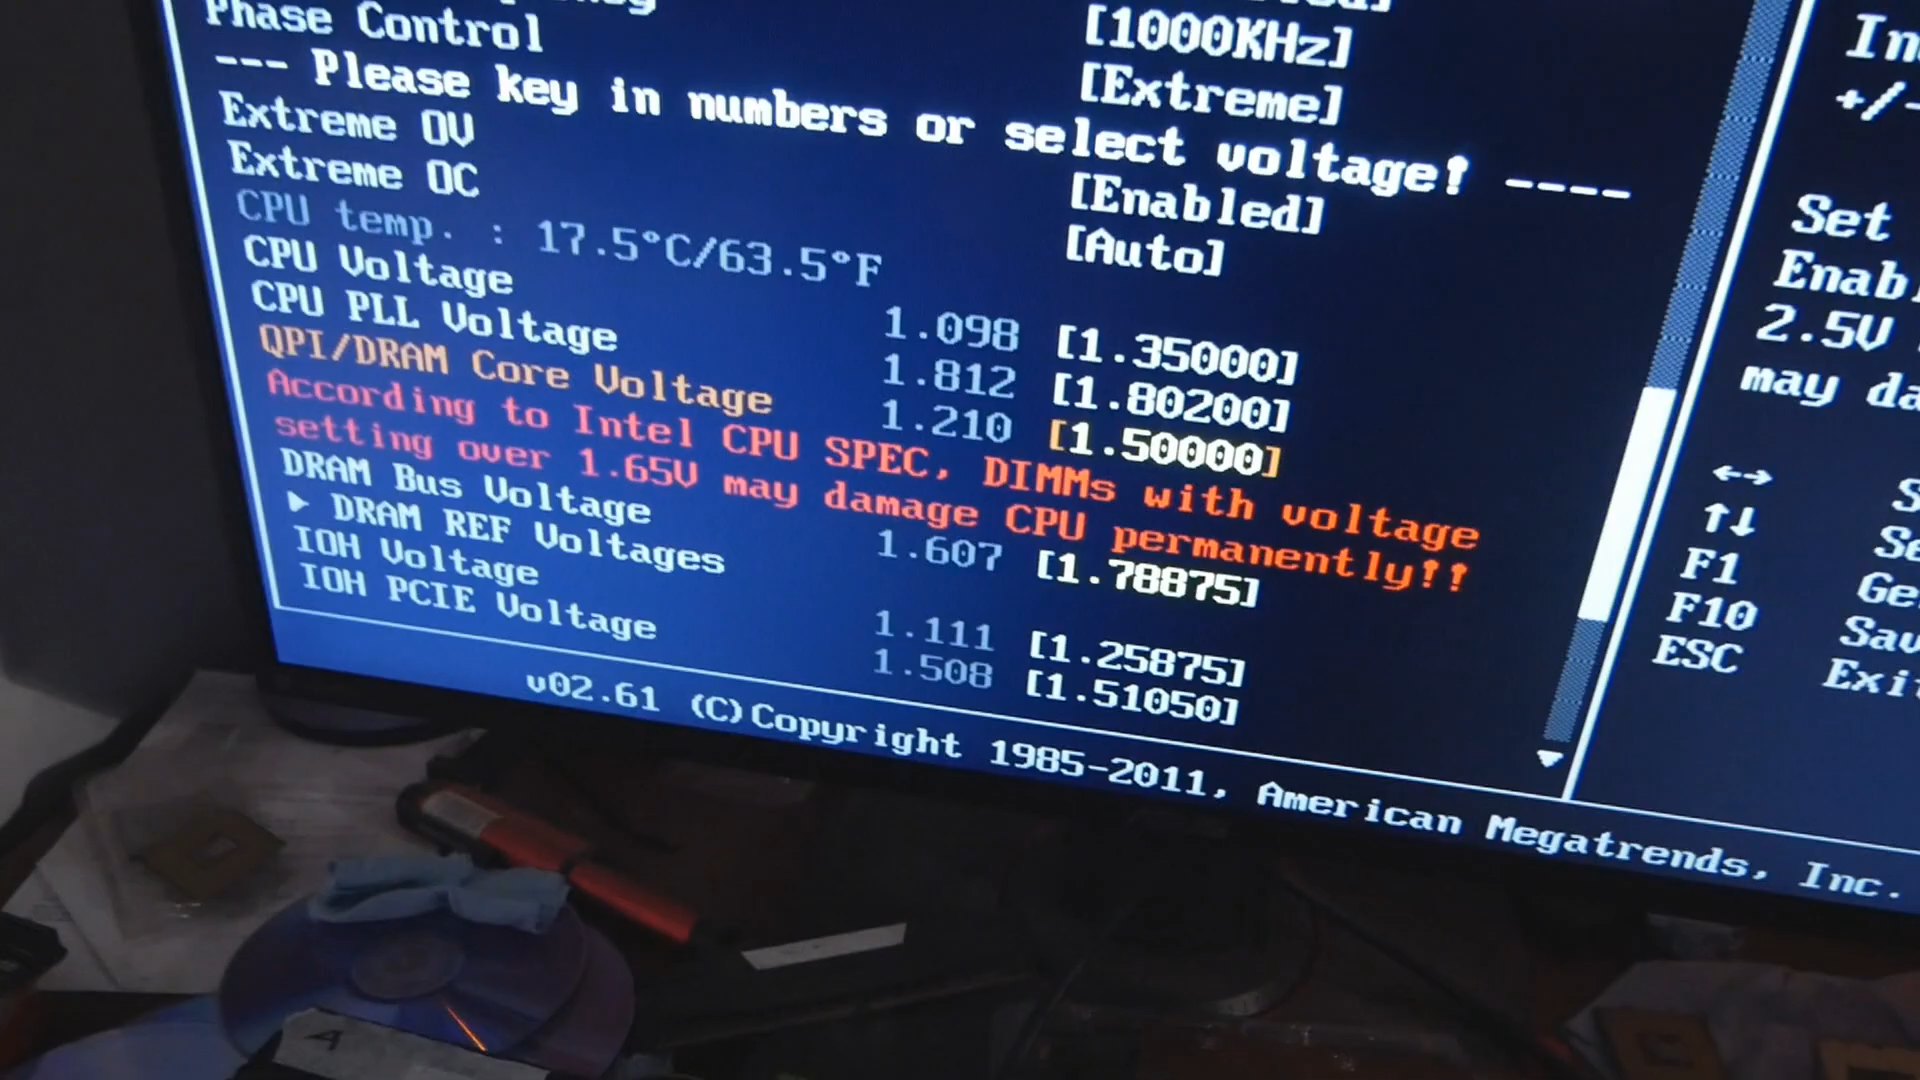 Phase Control [1000KHz]
--- Please key in numbers or select voltage! ----
[Extreme]
Extreme OV [Enabled]
Extreme OC [Auto]
CPU temp. : 17.5°C/63.5°F
CPU Voltage 1.098 [1.35000]
CPU PLL Voltage 1.812 [1.80200]
QPI/DRAM Core Voltage 1.210 [1.50000]
According to Intel CPU SPEC, DIMMs with voltage
setting over 1.65V may damage CPU permanently!!
DRAM Bus Voltage 1.607 [1.78875]
▶ DRAM REF Voltages
IOH Voltage 1.111 [1.25875]
IOH PCIE Voltage 1.508 [1.51050]
v02.61 (C)Copyright 1985-2011, American Megatrends, Inc.
+/-
Set
2.5V
may
←→
↑↓
F1
F10
ESC
A